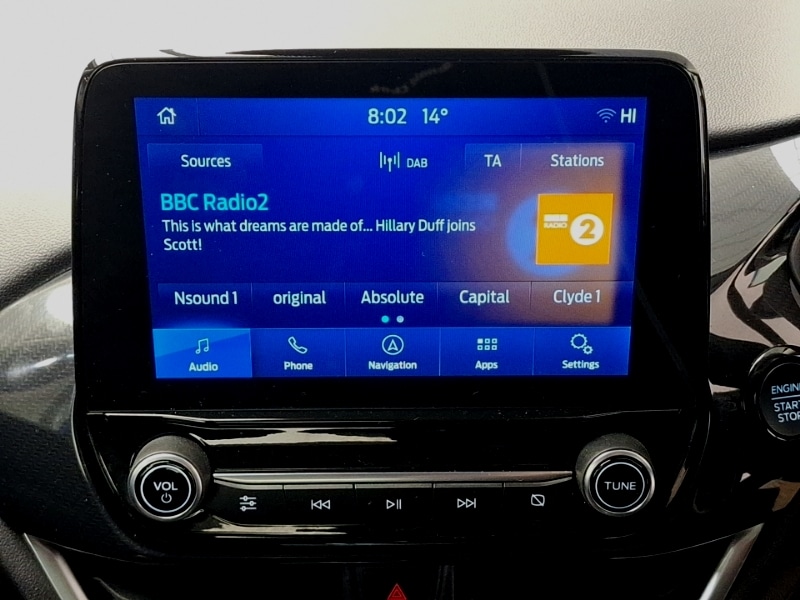 8:02 14° HI
Sources DAB TA Stations
BBC Radio2
This is what dreams are made of... Hillary Duff joins
Scott!
BBC
RADIO 2
Nsound 1 original Absolute Capital Clyde 1
Audio Phone Navigation Apps Settings
ENGINE
START
STOP
VOL
TUNE